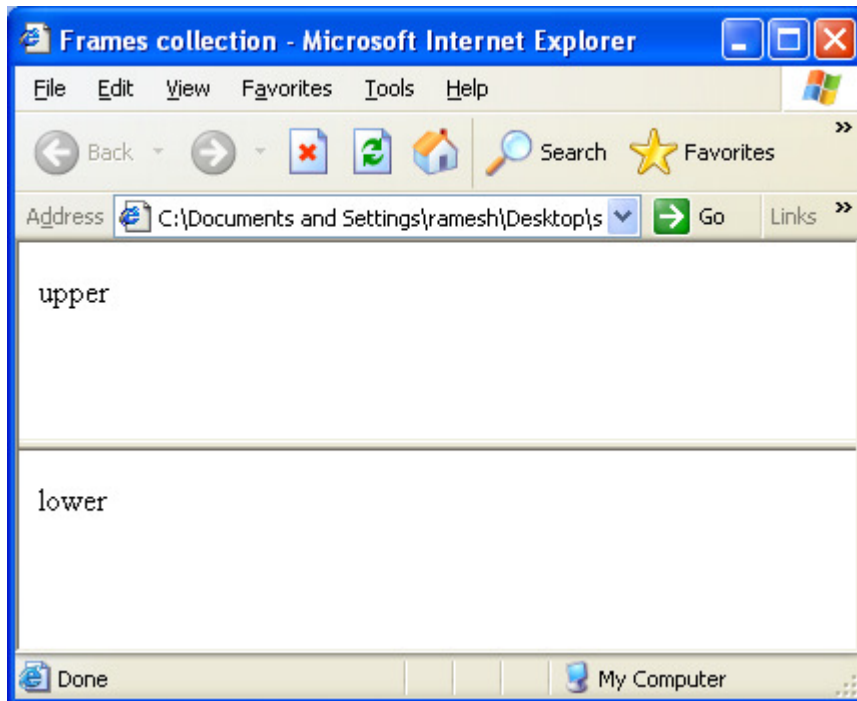 Frames collection - Microsoft Internet Explorer
File Edit View Favorites Tools Help
Back Search Favorites »
Address C:\Documents and Settings\ramesh\Desktop\s Go Links »
upper
lower
Done My Computer